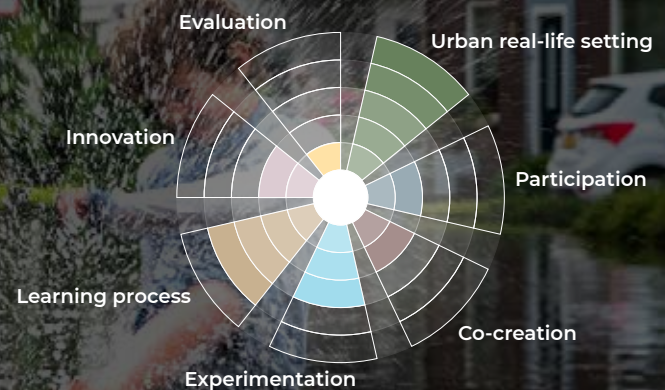 Evaluation
Urban real-life setting
Innovation
Participation
Learning process
Co-creation
Experimentation